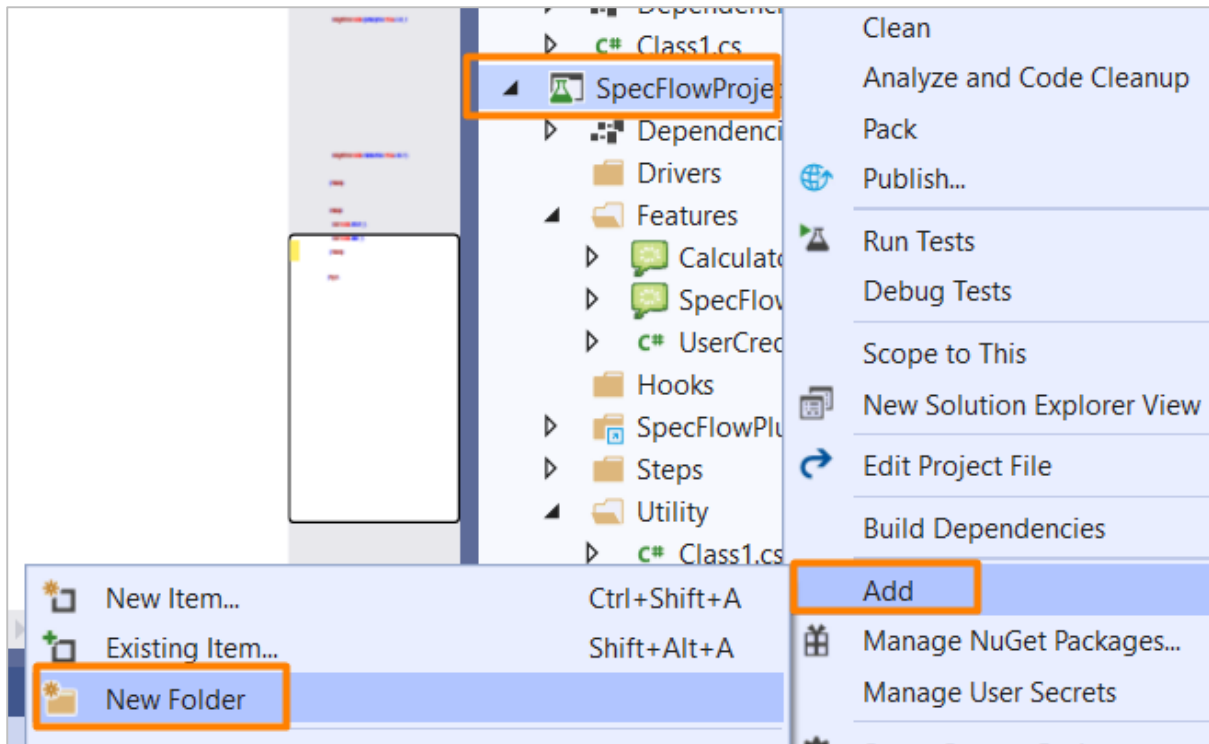 Class1.cs
SpecFlowProje
Dependenci
Drivers
Features
Calculato
SpecFlov
UserCred
Hooks
SpecFlowPlu
Steps
Utility
Class1.cs
Clean
Analyze and Code Cleanup
Pack
Publish...
Run Tests
Debug Tests
Scope to This
New Solution Explorer View
Edit Project File
Build Dependencies
Add
Manage NuGet Packages...
Manage User Secrets
New Item... Ctrl+Shift+A
Existing Item... Shift+Alt+A
New Folder